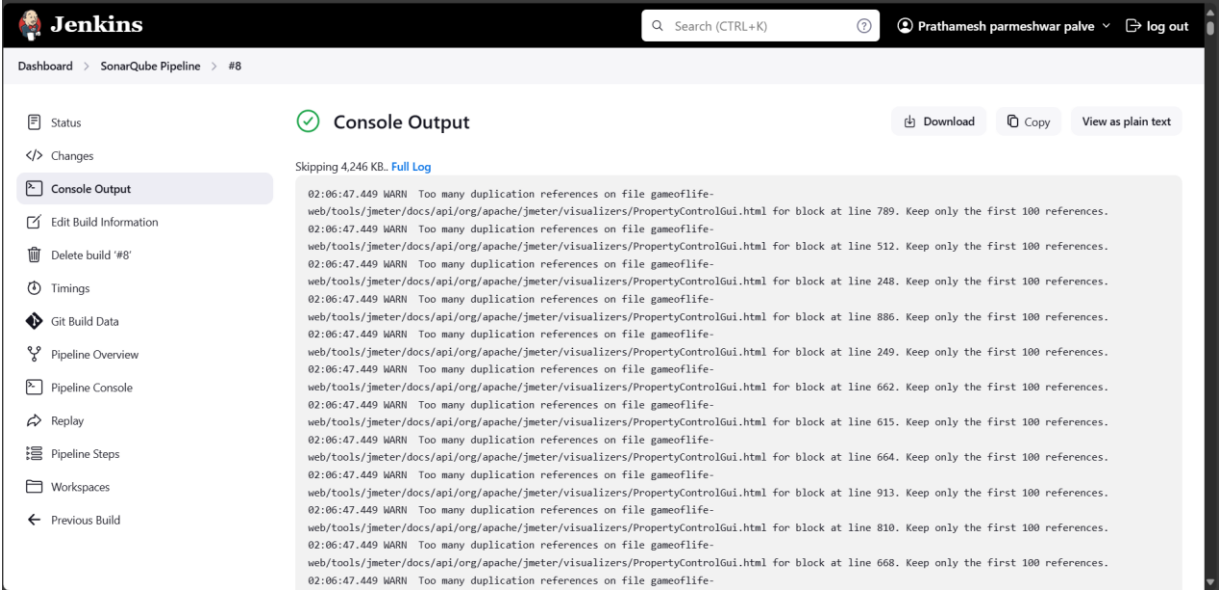 Jenkins
Search (CTRL+K)
?
Prathamesh parmeshwar palve
log out
Dashboard > SonarQube Pipeline > #8
Status
Changes
Console Output
Edit Build Information
Delete build '#8'
Timings
Git Build Data
Pipeline Overview
Pipeline Console
Replay
Pipeline Steps
Workspaces
Previous Build
Console Output
Download
Copy
View as plain text
Skipping 4,246 KB.. Full Log
02:06:47.449 WARN Too many duplication references on file gameoflife-
web/tools/jmeter/docs/api/org/apache/jmeter/visualizers/PropertyControlGui.html for block at line 789. Keep only the first 100 references.
02:06:47.449 WARN Too many duplication references on file gameoflife-
web/tools/jmeter/docs/api/org/apache/jmeter/visualizers/PropertyControlGui.html for block at line 512. Keep only the first 100 references.
02:06:47.449 WARN Too many duplication references on file gameoflife-
web/tools/jmeter/docs/api/org/apache/jmeter/visualizers/PropertyControlGui.html for block at line 248. Keep only the first 100 references.
02:06:47.449 WARN Too many duplication references on file gameoflife-
web/tools/jmeter/docs/api/org/apache/jmeter/visualizers/PropertyControlGui.html for block at line 886. Keep only the first 100 references.
02:06:47.449 WARN Too many duplication references on file gameoflife-
web/tools/jmeter/docs/api/org/apache/jmeter/visualizers/PropertyControlGui.html for block at line 249. Keep only the first 100 references.
02:06:47.449 WARN Too many duplication references on file gameoflife-
web/tools/jmeter/docs/api/org/apache/jmeter/visualizers/PropertyControlGui.html for block at line 662. Keep only the first 100 references.
02:06:47.449 WARN Too many duplication references on file gameoflife-
web/tools/jmeter/docs/api/org/apache/jmeter/visualizers/PropertyControlGui.html for block at line 615. Keep only the first 100 references.
02:06:47.449 WARN Too many duplication references on file gameoflife-
web/tools/jmeter/docs/api/org/apache/jmeter/visualizers/PropertyControlGui.html for block at line 664. Keep only the first 100 references.
02:06:47.449 WARN Too many duplication references on file gameoflife-
web/tools/jmeter/docs/api/org/apache/jmeter/visualizers/PropertyControlGui.html for block at line 913. Keep only the first 100 references.
02:06:47.449 WARN Too many duplication references on file gameoflife-
web/tools/jmeter/docs/api/org/apache/jmeter/visualizers/PropertyControlGui.html for block at line 810. Keep only the first 100 references.
02:06:47.449 WARN Too many duplication references on file gameoflife-
web/tools/jmeter/docs/api/org/apache/jmeter/visualizers/PropertyControlGui.html for block at line 668. Keep only the first 100 references.
02:06:47.449 WARN Too many duplication references on file gameoflife-